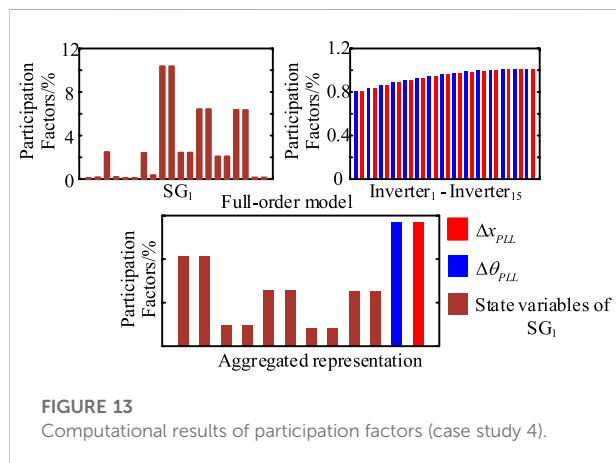 12
8
4
0
Participation
Factors/%
SG1
1.2
0.8
0.4
0
Participation
Factors/%
Inverter1 - Inverter15
Full-order model
Participation
Factors/%
Aggregated representation
ΔxPLL
ΔθPLL
State variables of
SG1
FIGURE 13
Computational results of participation factors (case study 4).